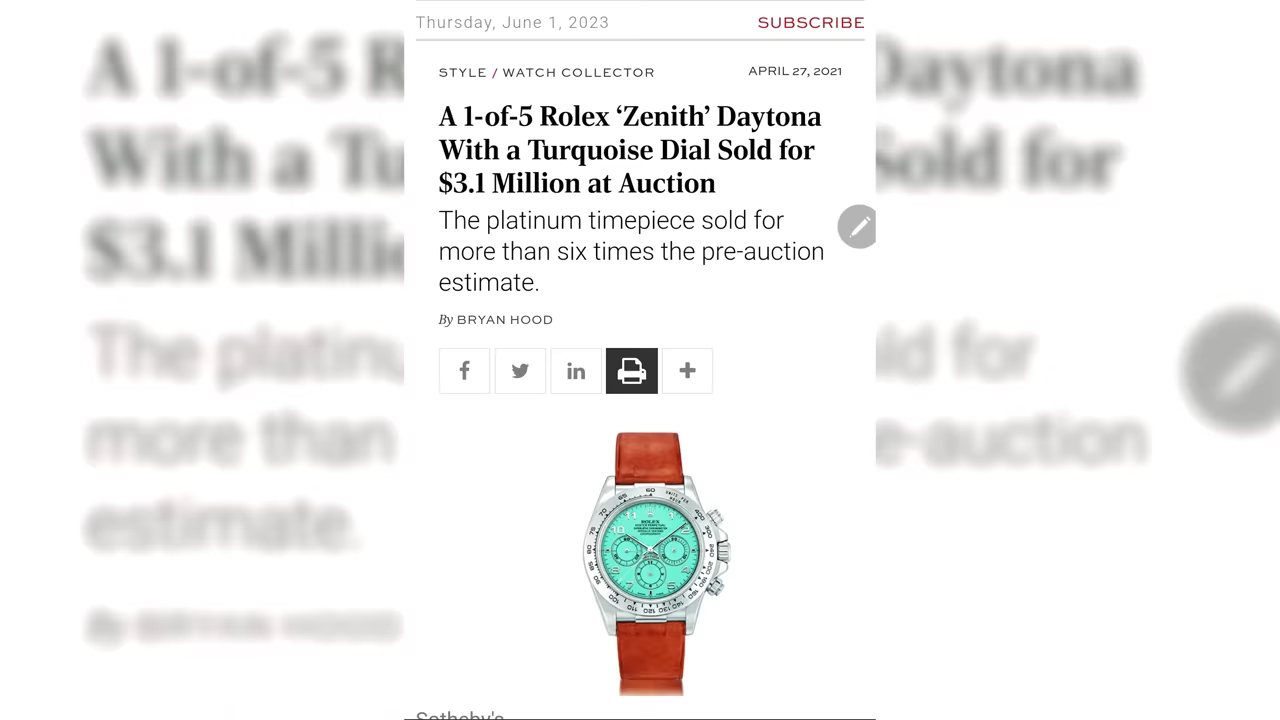 Thursday, June 1, 2023
SUBSCRIBE
STYLE / WATCH COLLECTOR
APRIL 27, 2021
A 1-of-5 Rolex ‘Zenith’ Daytona
With a Turquoise Dial Sold for
$3.1 Million at Auction
The platinum timepiece sold for
more than six times the pre-auction
estimate.
By BRYAN HOOD
f
in
ROLEX
Sotheby's